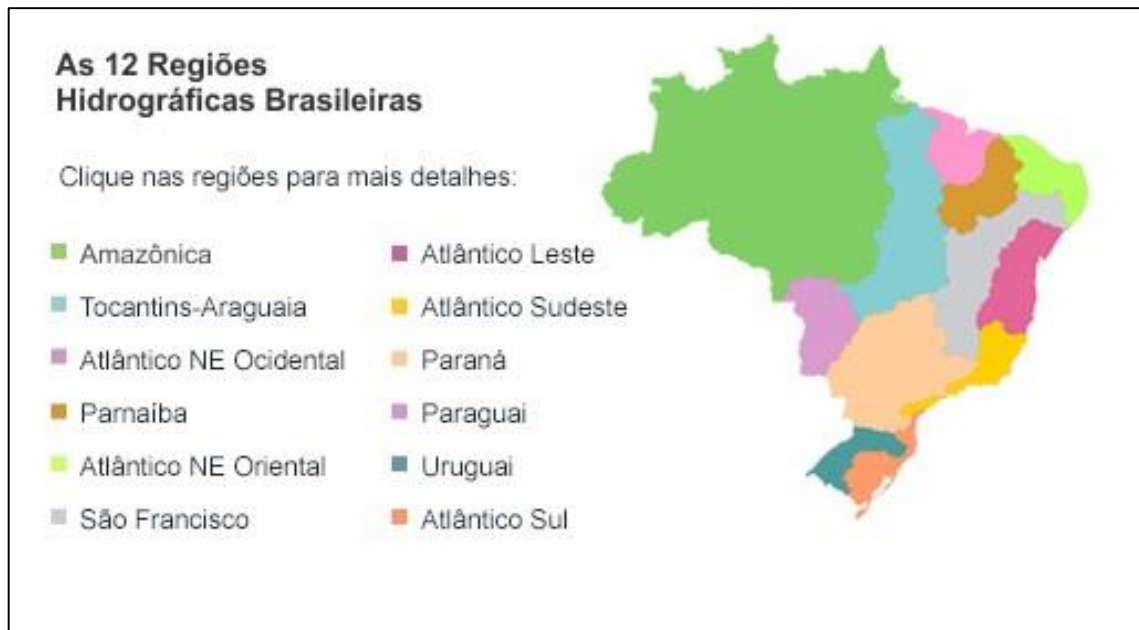 As 12 Regiões
Hidrográficas Brasileiras
Clique nas regiões para mais detalhes:
Amazônica
Tocantins-Araguaia
Atlântico NE Ocidental
Parnaíba
Atlântico NE Oriental
São Francisco
Atlântico Leste
Atlântico Sudeste
Paraná
Paraguai
Uruguai
Atlântico Sul